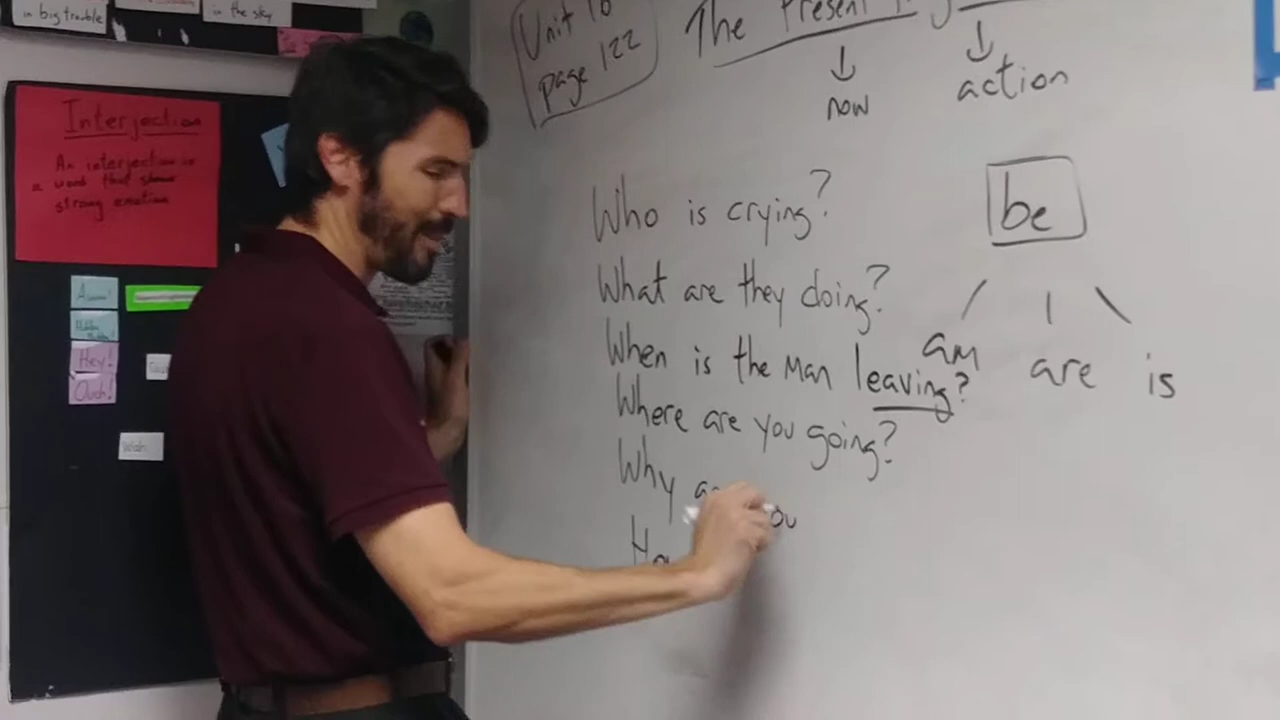 in big trouble
in the sky
Interjection
An interjection is
a word that shows
strong emotion
Hey!
Ouch!
Unit 10
page 122
The Present
now
action
be
am are is
Who is crying?
What are they doing?
When is the man leaving?
Where are you going?
Why